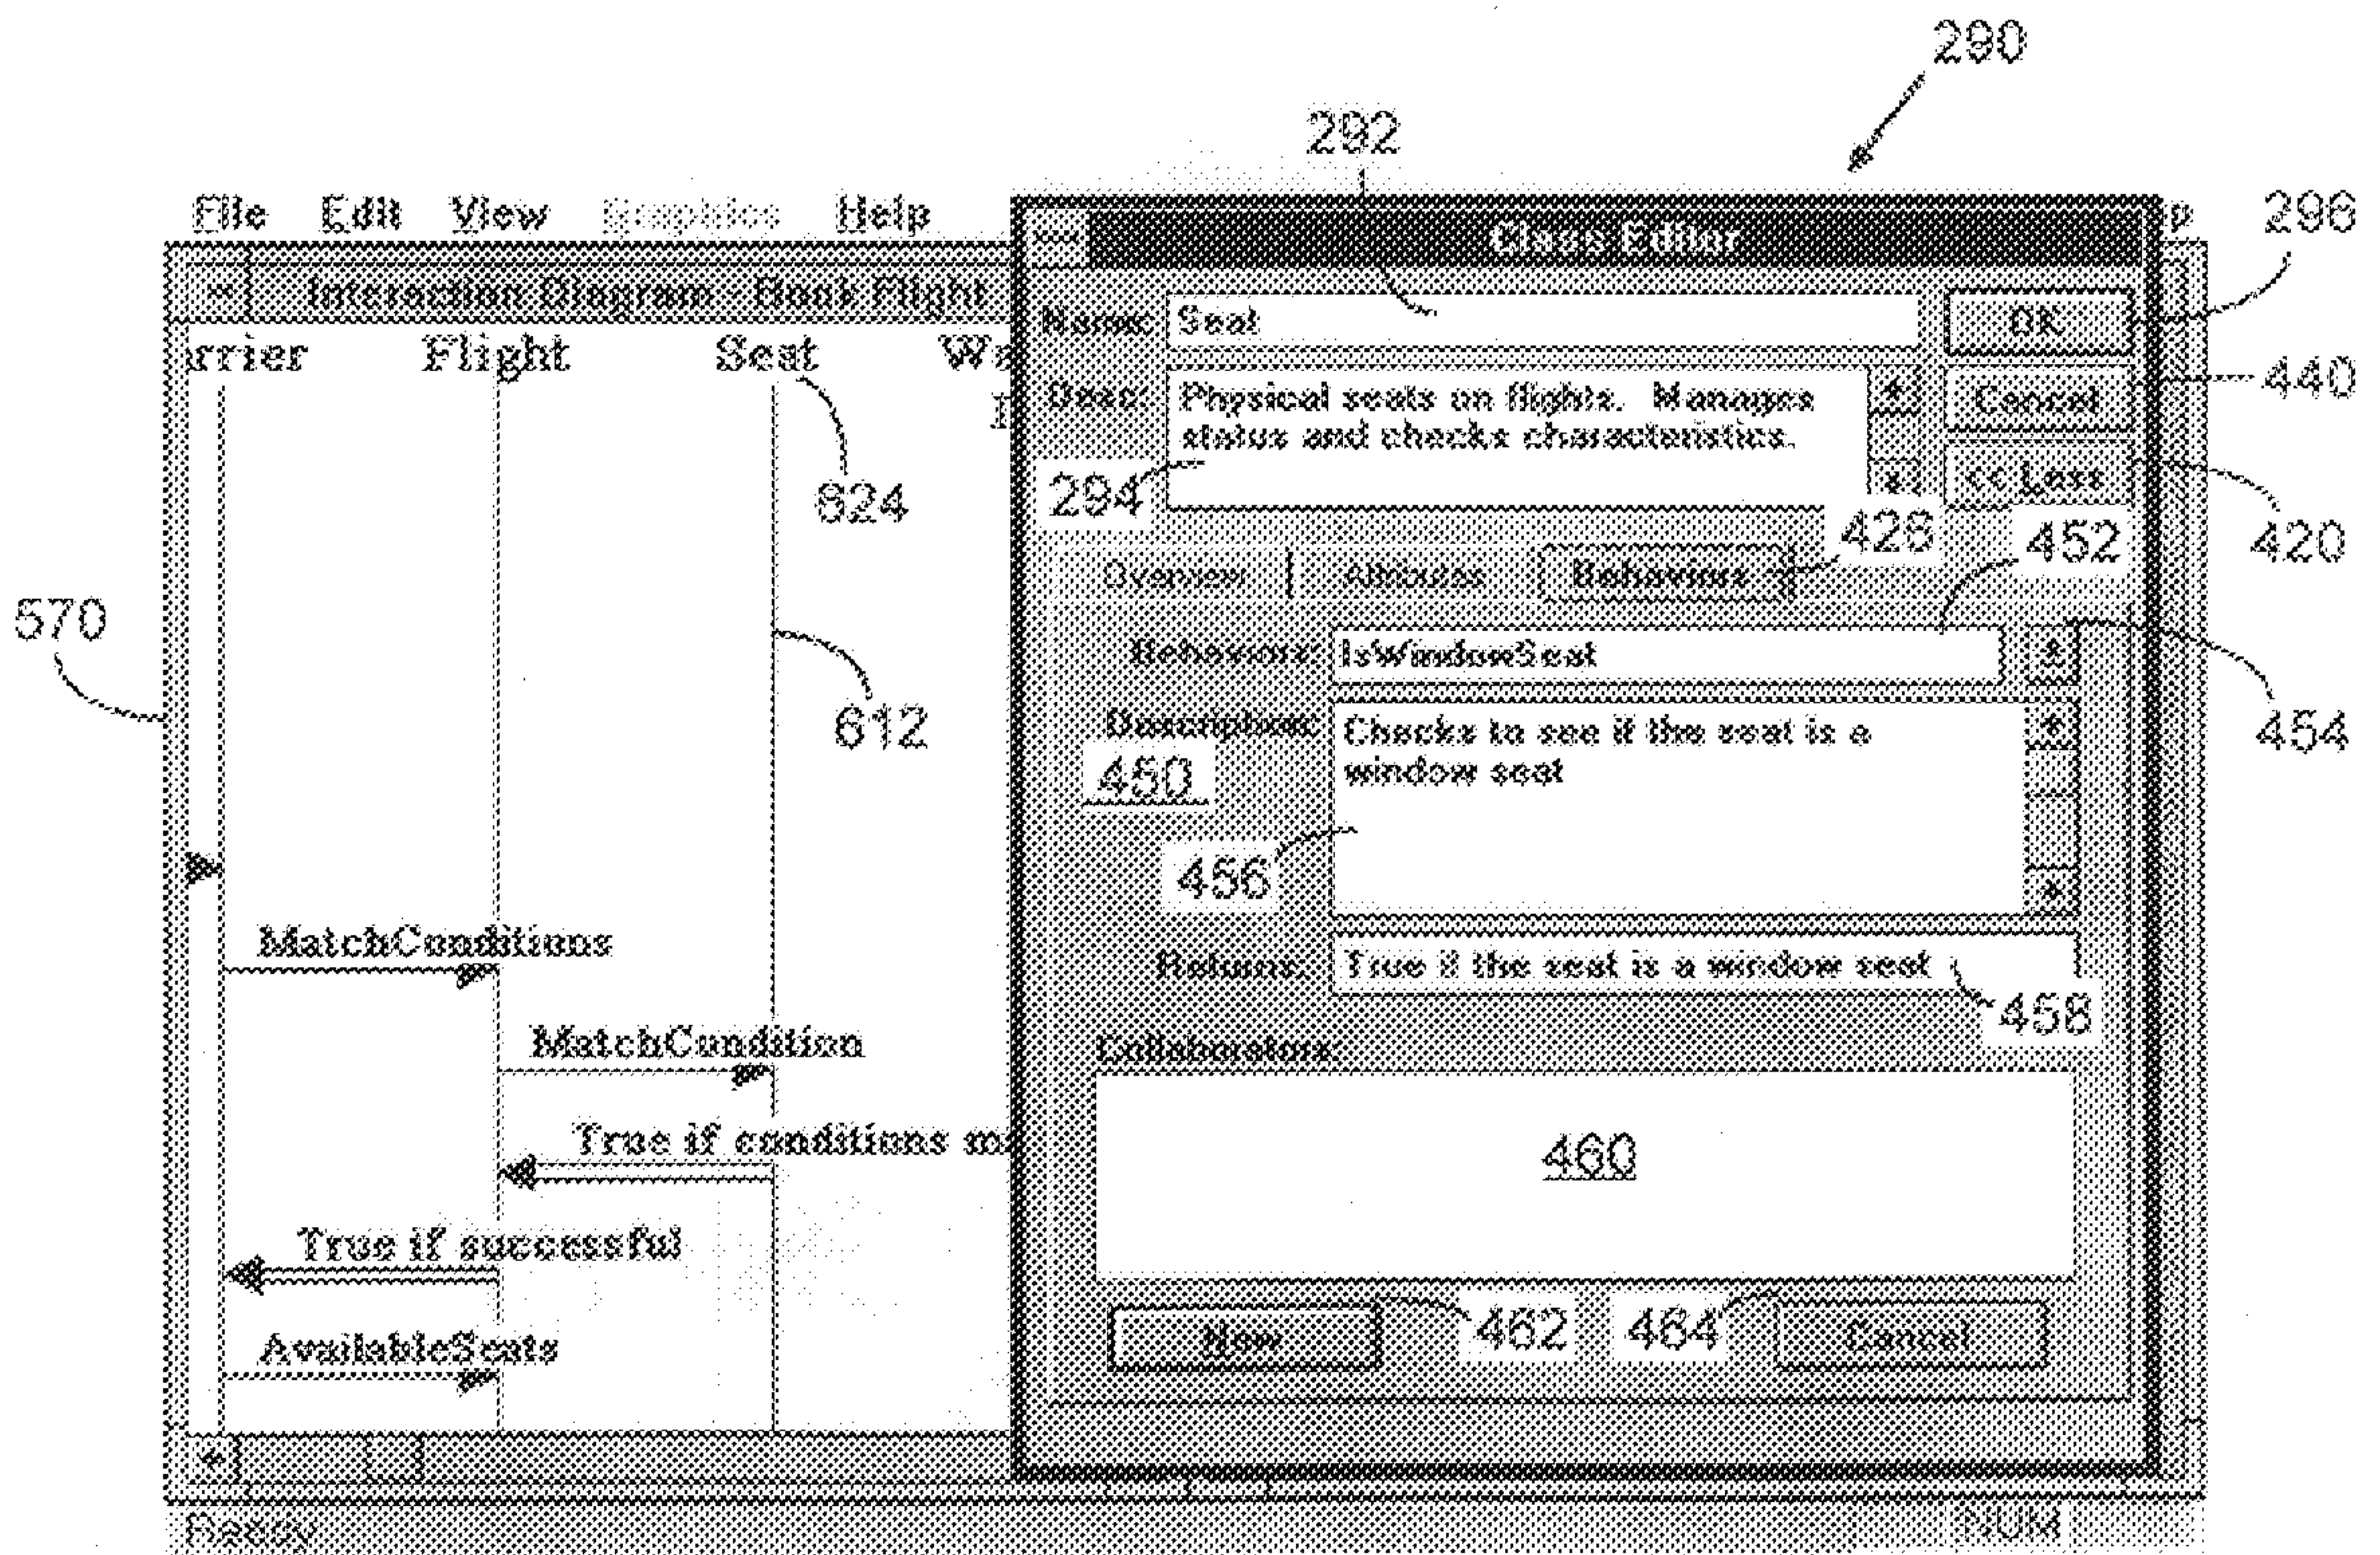 290
292
File Edit View Graphics Help
p
296
Class Editor
Interaction Diagram - Book Flight
Name: Seat
OK
arrier Flight Seat
Desc: Physical seats on flights. Manages
status and checks characteristics.
Cancel
440
294
<< Less
624
428
452
420
Overview Attributes Behaviors
570
Behaviors: IsWindowSeat
612
Description: Checks to see if the seat is a
window seat
454
450
456
MatchConditions
Returns: True if the seat is a window seat
458
MatchCondition
Collaborators:
True if conditions m
460
True if successful
New
462
464
Cancel
AvailableSeats
Ready
NUM